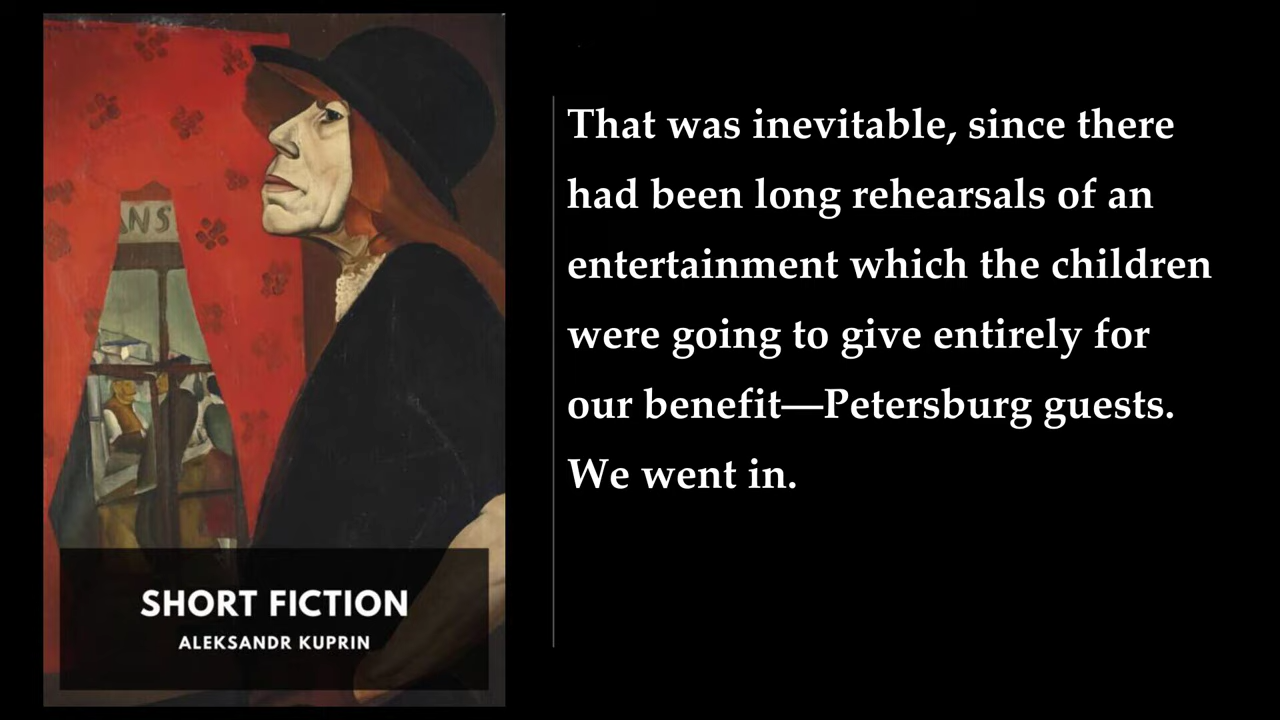 ANS
SHORT FICTION
ALEKSANDR KUPRIN
That was inevitable, since there
had been long rehearsals of an
entertainment which the children
were going to give entirely for
our benefit—Petersburg guests.
We went in.